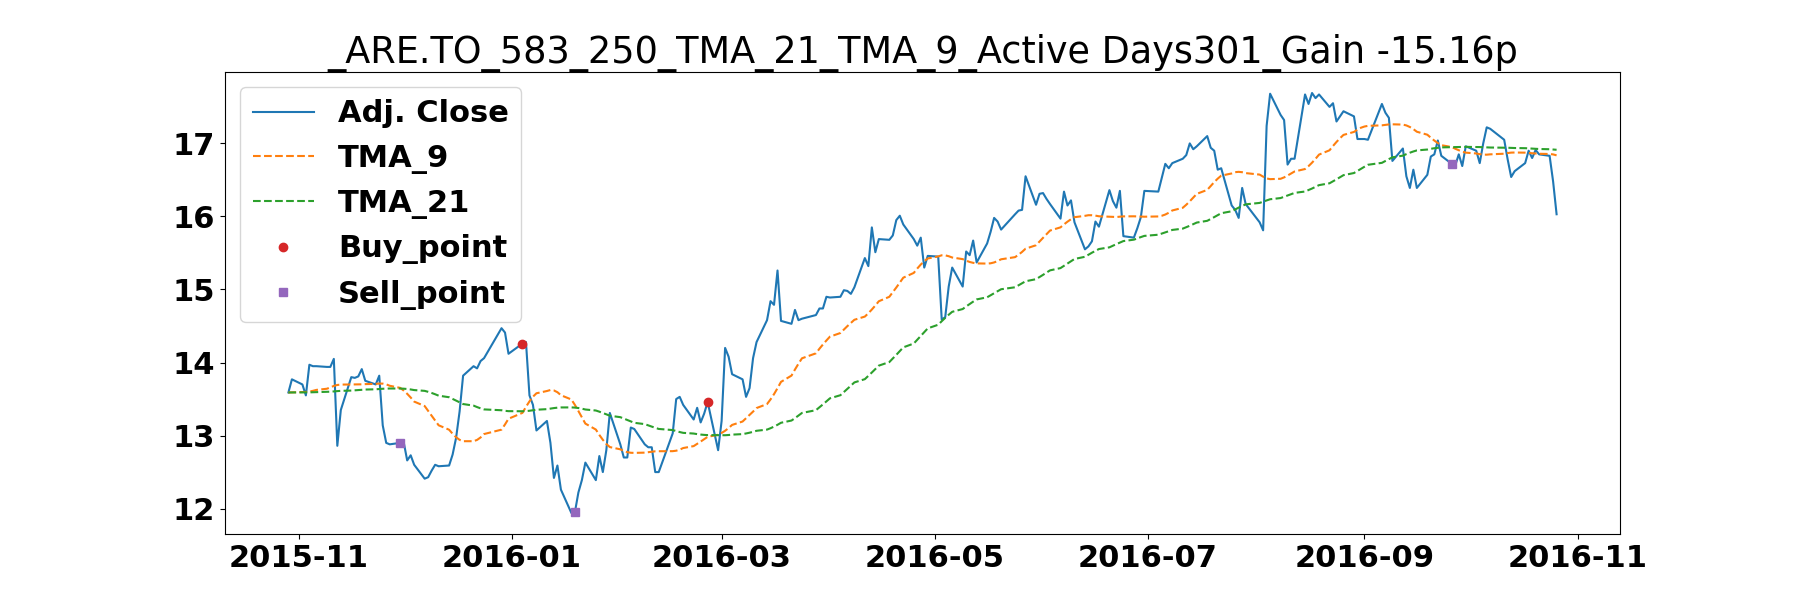 _ARE.TO_583_250_TMA_21_TMA_9_Active Days301_Gain -15.16p
Adj. Close
TMA_9
TMA_21
Buy_point
Sell_point
17
16
15
14
13
12
2015-11 2016-01 2016-03 2016-05 2016-07 2016-09 2016-11